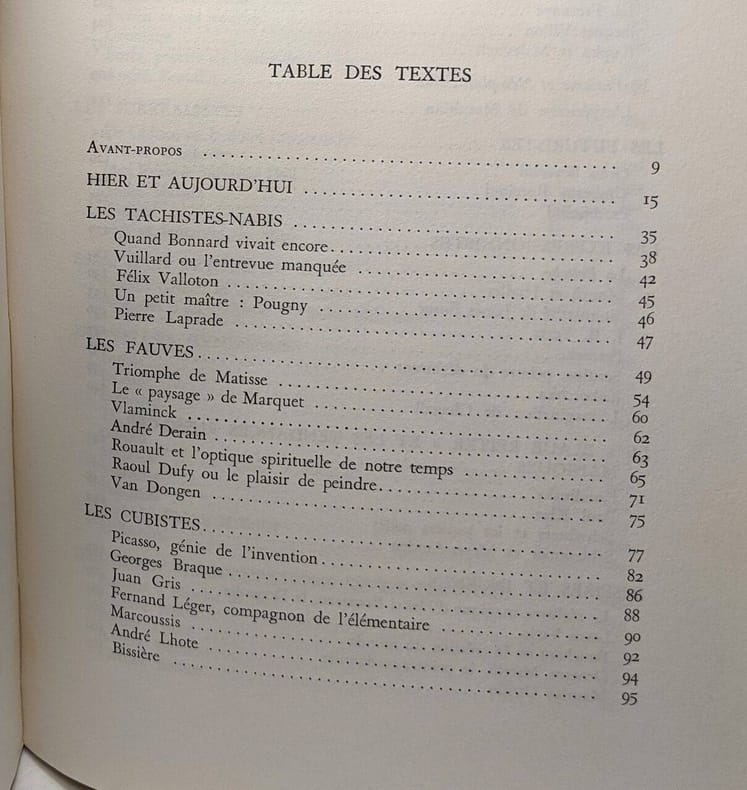 TABLE DES TEXTES
AVANT-PROPOS ........ 9
HIER ET AUJOURD'HUI ........ 15
LES TACHISTES-NABIS ........ 35
Quand Bonnard vivait encore ........ 38
Vuillard ou l'entrevue manquée ........ 42
Félix Valloton ........ 45
Un petit maître : Pougny ........ 46
Pierre Laprade ........ 47
LES FAUVES ........ 49
Triomphe de Matisse ........ 54
Le « paysage » de Marquet ........ 60
Vlaminck ........ 62
André Derain ........ 63
Rouault et l'optique spirituelle de notre temps ........ 65
Raoul Dufy ou le plaisir de peindre ........ 71
Van Dongen ........ 75
LES CUBISTES ........ 77
Picasso, génie de l'invention ........ 82
Georges Braque ........ 86
Juan Gris ........ 88
Fernand Léger, compagnon de l'élémentaire ........ 90
Marcoussis ........ 92
André Lhote ........ 94
Bissière ........ 95